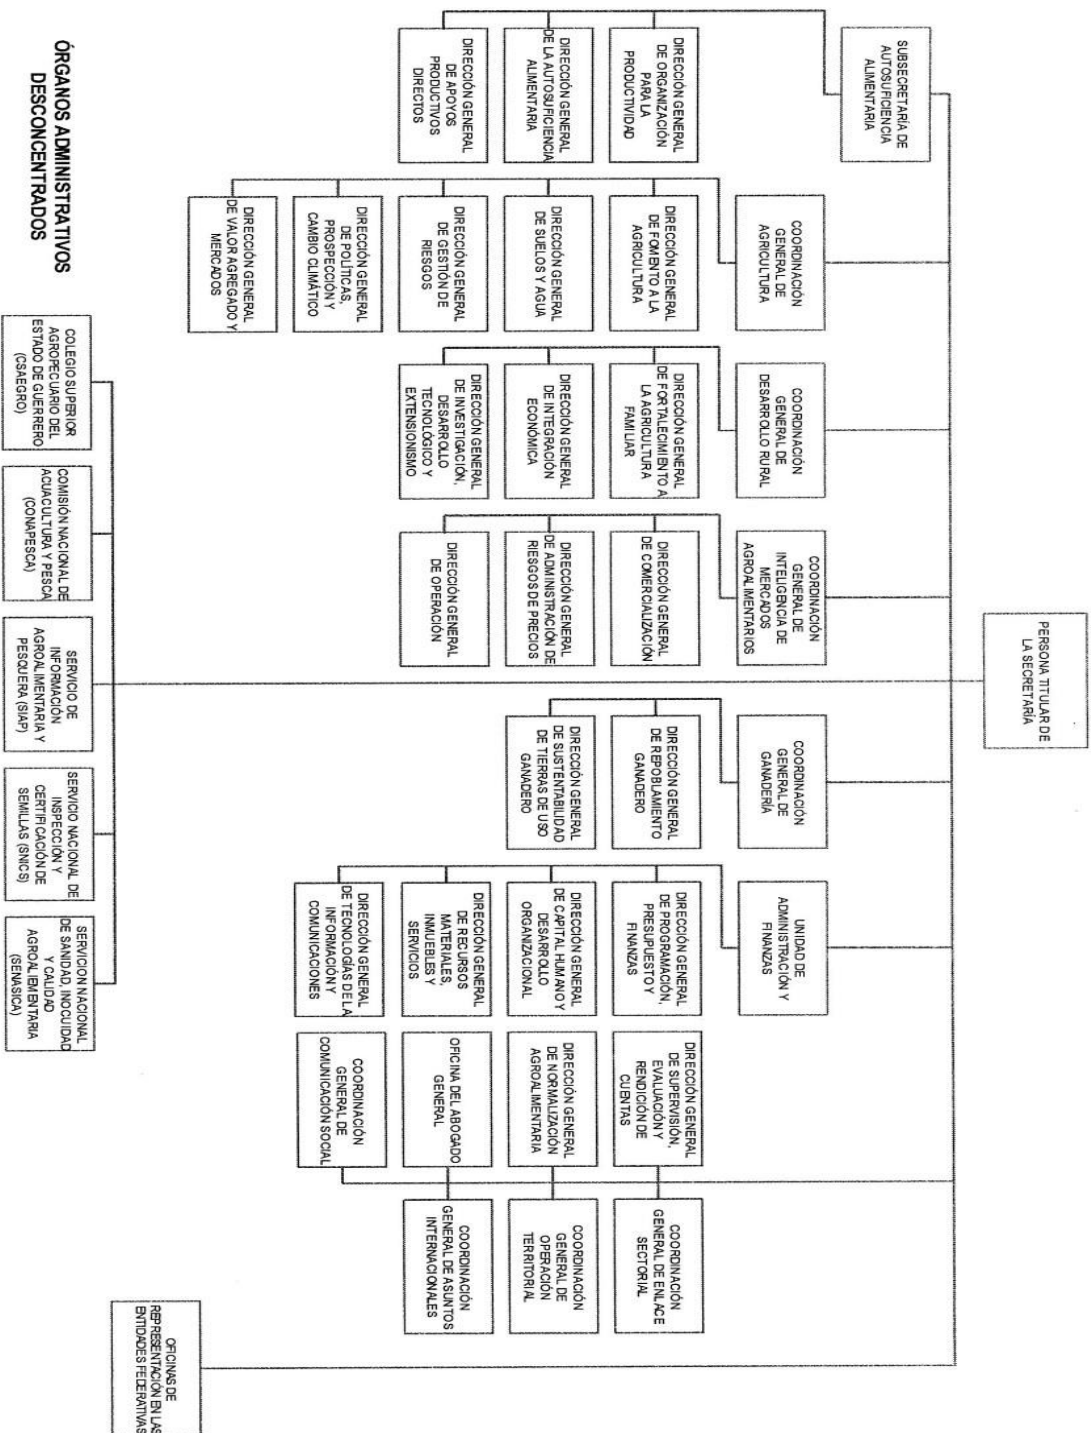 PERSONA TITULAR DE
LA SECRETARÍA
SUBSECRETARÍA DE
AUTOSUFICIENCIA
ALIMENTARIA
DIRECCIÓN GENERAL
DE ORGANIZACIÓN
PARA LA
PRODUCTIVIDAD
DIRECCIÓN GENERAL
DE LA AUTOSUFICIENCIA
ALIMENTARIA
DIRECCIÓN GENERAL
DE APOYOS
PRODUCTIVOS
DIRECTOS
COORDINACIÓN
GENERAL DE
AGRICULTURA
DIRECCIÓN GENERAL
DE FOMENTO A LA
AGRICULTURA
DIRECCIÓN GENERAL
DE SUELOS Y AGUA
DIRECCIÓN GENERAL
DE GESTIÓN DE
RIESGOS
DIRECCIÓN GENERAL
DE POLÍTICAS,
PROSPECCIÓN Y
CAMBIO CLIMÁTICO
DIRECCIÓN GENERAL
DE VALOR AGREGADO Y
MERCADOS
COORDINACIÓN
GENERAL DE
DESARROLLO RURAL
DIRECCIÓN GENERAL
DE FORTALECIMIENTO A
LA AGRICULTURA
FAMILIAR
DIRECCIÓN GENERAL
DE INTEGRACIÓN
ECONÓMICA
DIRECCIÓN GENERAL
DE INVESTIGACIÓN,
DESARROLLO
TECNOLÓGICO Y
EXTENSIONISMO
COORDINACIÓN
GENERAL DE
INTELIGENCIA DE
MERCADOS
AGROALIMENTARIOS
DIRECCIÓN GENERAL
DE COMERCIALIZACIÓN
DIRECCIÓN GENERAL
DE ADMINISTRACIÓN DE
RIESGOS DE PRECIOS
DIRECCIÓN GENERAL
DE OPERACIÓN
COORDINACIÓN
GENERAL DE
GANADERÍA
DIRECCIÓN GENERAL
DE REPOBLAMIENTO
GANADERO
DIRECCIÓN GENERAL
DE SUSTENTABILIDAD
DE TIERRAS DE USO
GANADERO
UNIDAD DE
ADMINISTRACIÓN Y
FINANZAS
DIRECCIÓN GENERAL
DE PROGRAMACIÓN,
PRESUPUESTO Y
FINANZAS
DIRECCIÓN GENERAL
DE CAPITAL HUMANO Y
DESARROLLO
ORGANIZACIONAL
DIRECCIÓN GENERAL
DE RECURSOS
MATERIALES,
INMUEBLES Y
SERVICIOS
DIRECCIÓN GENERAL
DE TECNOLOGÍAS DE LA
INFORMACIÓN Y
COMUNICACIONES
DIRECCIÓN GENERAL
DE SUPERVISIÓN,
EVALUACIÓN Y
RENDICIÓN DE
CUENTAS
DIRECCIÓN GENERAL
DE NORMALIZACIÓN
AGROALIMENTARIA
OFICINA DEL ABOGADO
GENERAL
COORDINACIÓN
GENERAL DE
COMUNICACIÓN SOCIAL
COORDINACIÓN
GENERAL DE ENLACE
SECTORIAL
COORDINACIÓN
GENERAL DE
OPERACIÓN
TERRITORIAL
COORDINACIÓN
GENERAL DE ASUNTOS
INTERNACIONALES
OFICINAS DE
REPRESENTACIÓN EN LAS
ENTIDADES FEDERATIVAS
ÓRGANOS ADMINISTRATIVOS
DESCONCENTRADOS
COLEGIO SUPERIOR
AGROPECUARIO DEL
ESTADO DE GUERRERO
(CSAEGRO)
COMISIÓN NACIONAL DE
ACUACULTURA Y PESCA
(CONAPESCA)
SERVICIO DE
INFORMACIÓN
AGROALIMENTARIA Y
PESQUERA (SIAP)
SERVICIO NACIONAL DE
INSPECCIÓN Y
CERTIFICACIÓN DE
SEMILLAS (SNICS)
SERVICION NACIONAL
DE SANIDAD, INOCUIDAD
Y CALIDAD
AGROALIEMENTARIA
(SENASICA)